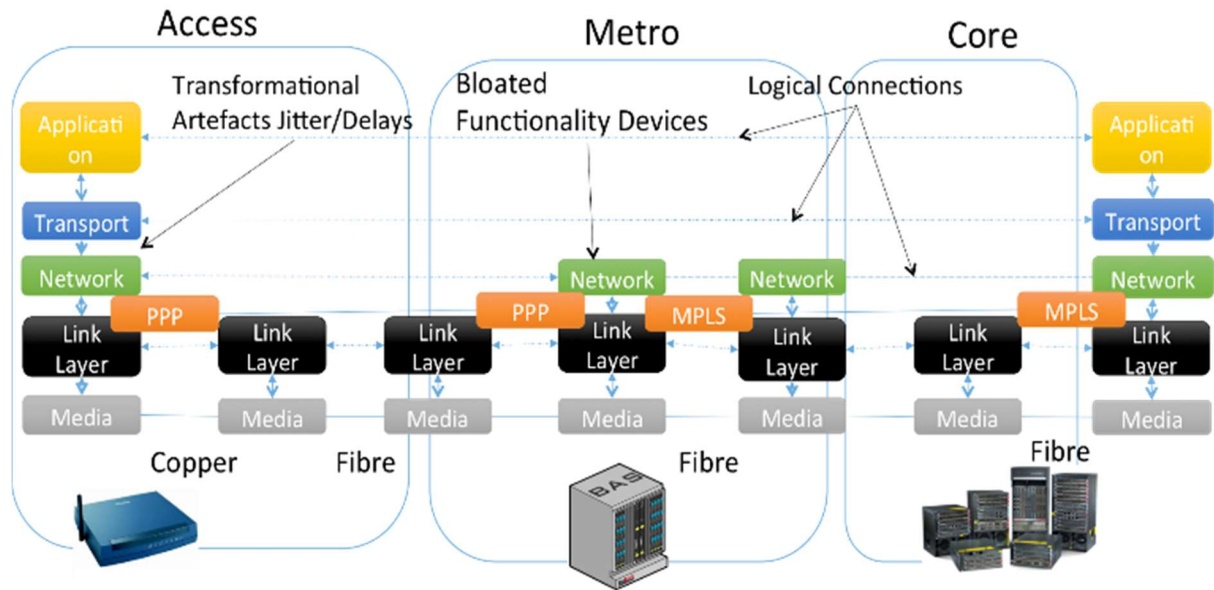 Access
Metro
Core
Transformational
Artefacts Jitter/Delays
Bloated
Functionality Devices
Logical Connections
Applicati
on
Applicati
on
Transport
Transport
Network
Network
Network
Network
PPP
PPP
MPLS
MPLS
Link
Layer
Link
Layer
Link
Layer
Link
Layer
Link
Layer
Link
Layer
Link
Layer
Media
Media
Media
Media
Media
Media
Media
Copper
Fibre
Fibre
Fibre
BAS